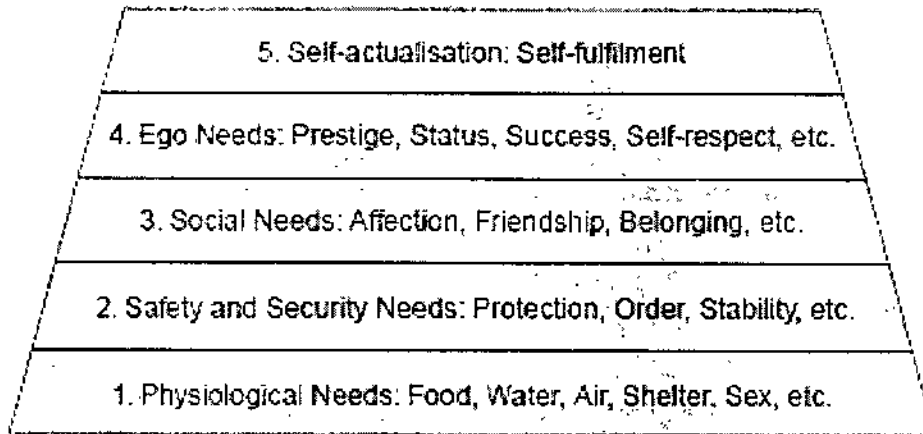 5. Self-actualisation: Self-fulfilment
4. Ego Needs: Prestige, Status, Success, Self-respect, etc.
3. Social Needs: Affection, Friendship, Belonging, etc.
2. Safety and Security Needs: Protection, Order, Stability, etc.
1. Physiological Needs: Food, Water, Air, Shelter, Sex, etc.